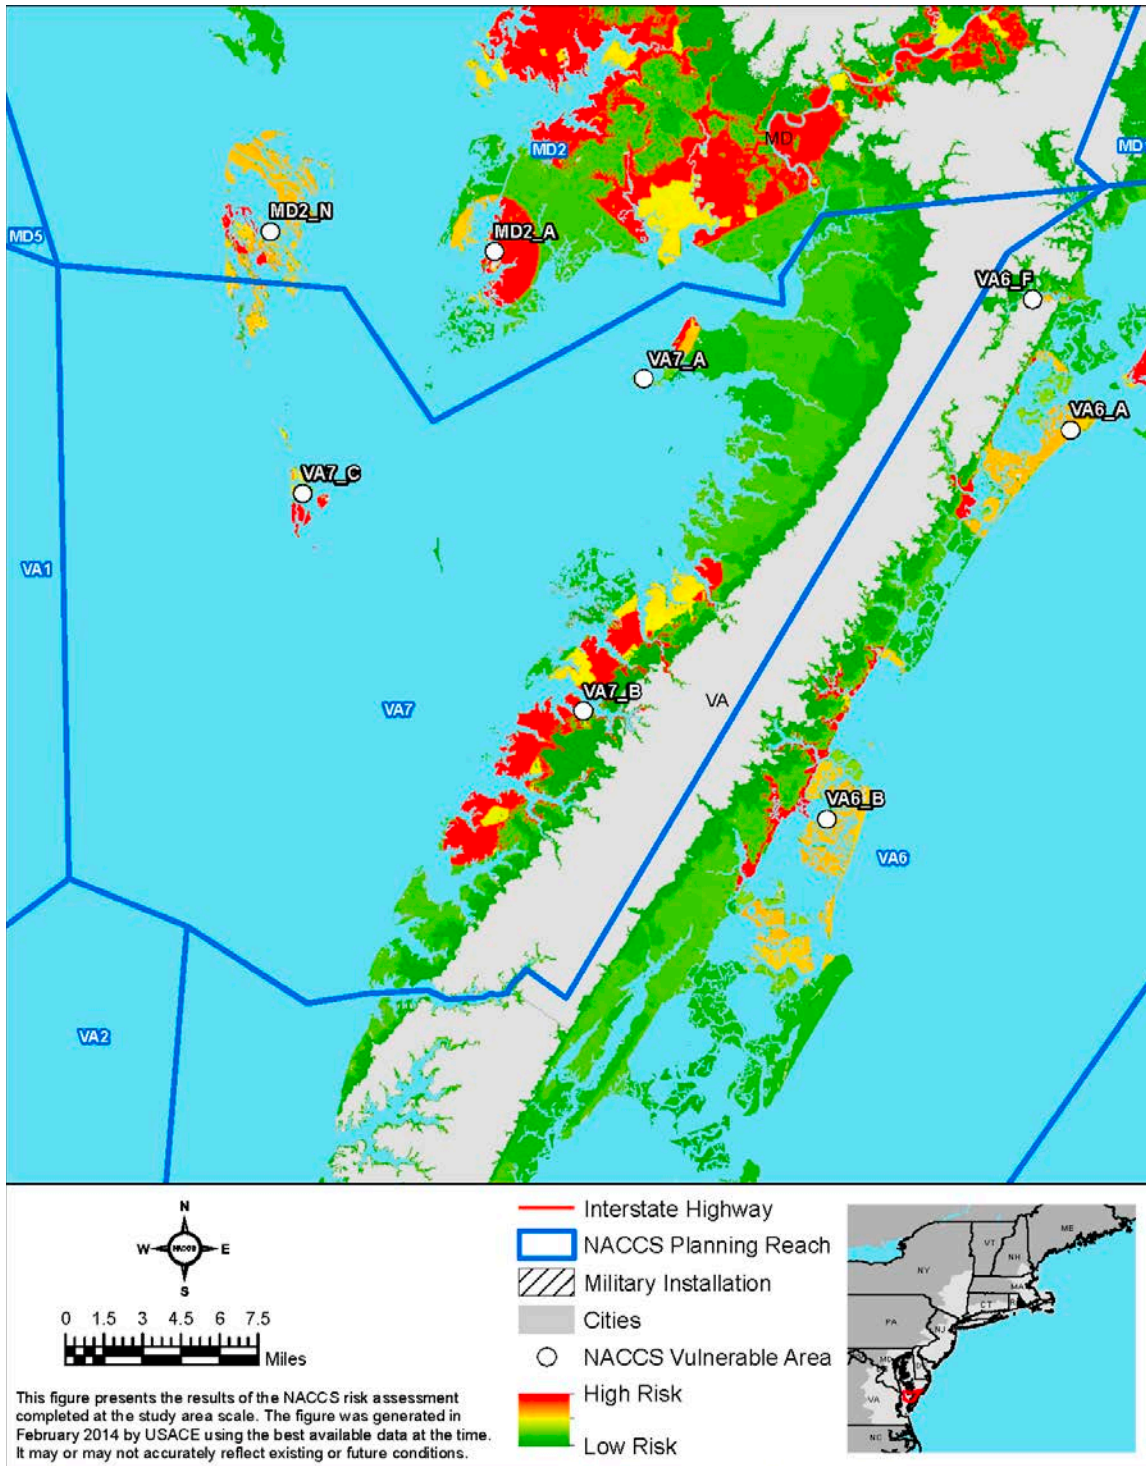 MD
MD2
MD1
MD2_N
MD2_A
MD5
VA6_F
VA7_A
VA6_A
VA7_C
VA1
VA7_B
VA7
VA
VA6_B
VA6
VA2
N
W NACCS E
S
0 1.5 3 4.5 6 7.5
Miles
This figure presents the results of the NACCS risk assessment
completed at the study area scale. The figure was generated in
February 2014 by USACE using the best available data at the time.
It may or may not accurately reflect existing or future conditions.
Interstate Highway
NACCS Planning Reach
Military Installation
Cities
NACCS Vulnerable Area
High Risk
Low Risk
ME
VT
NH
NY
MA
CT
PA
NJ
MD
VA
NC